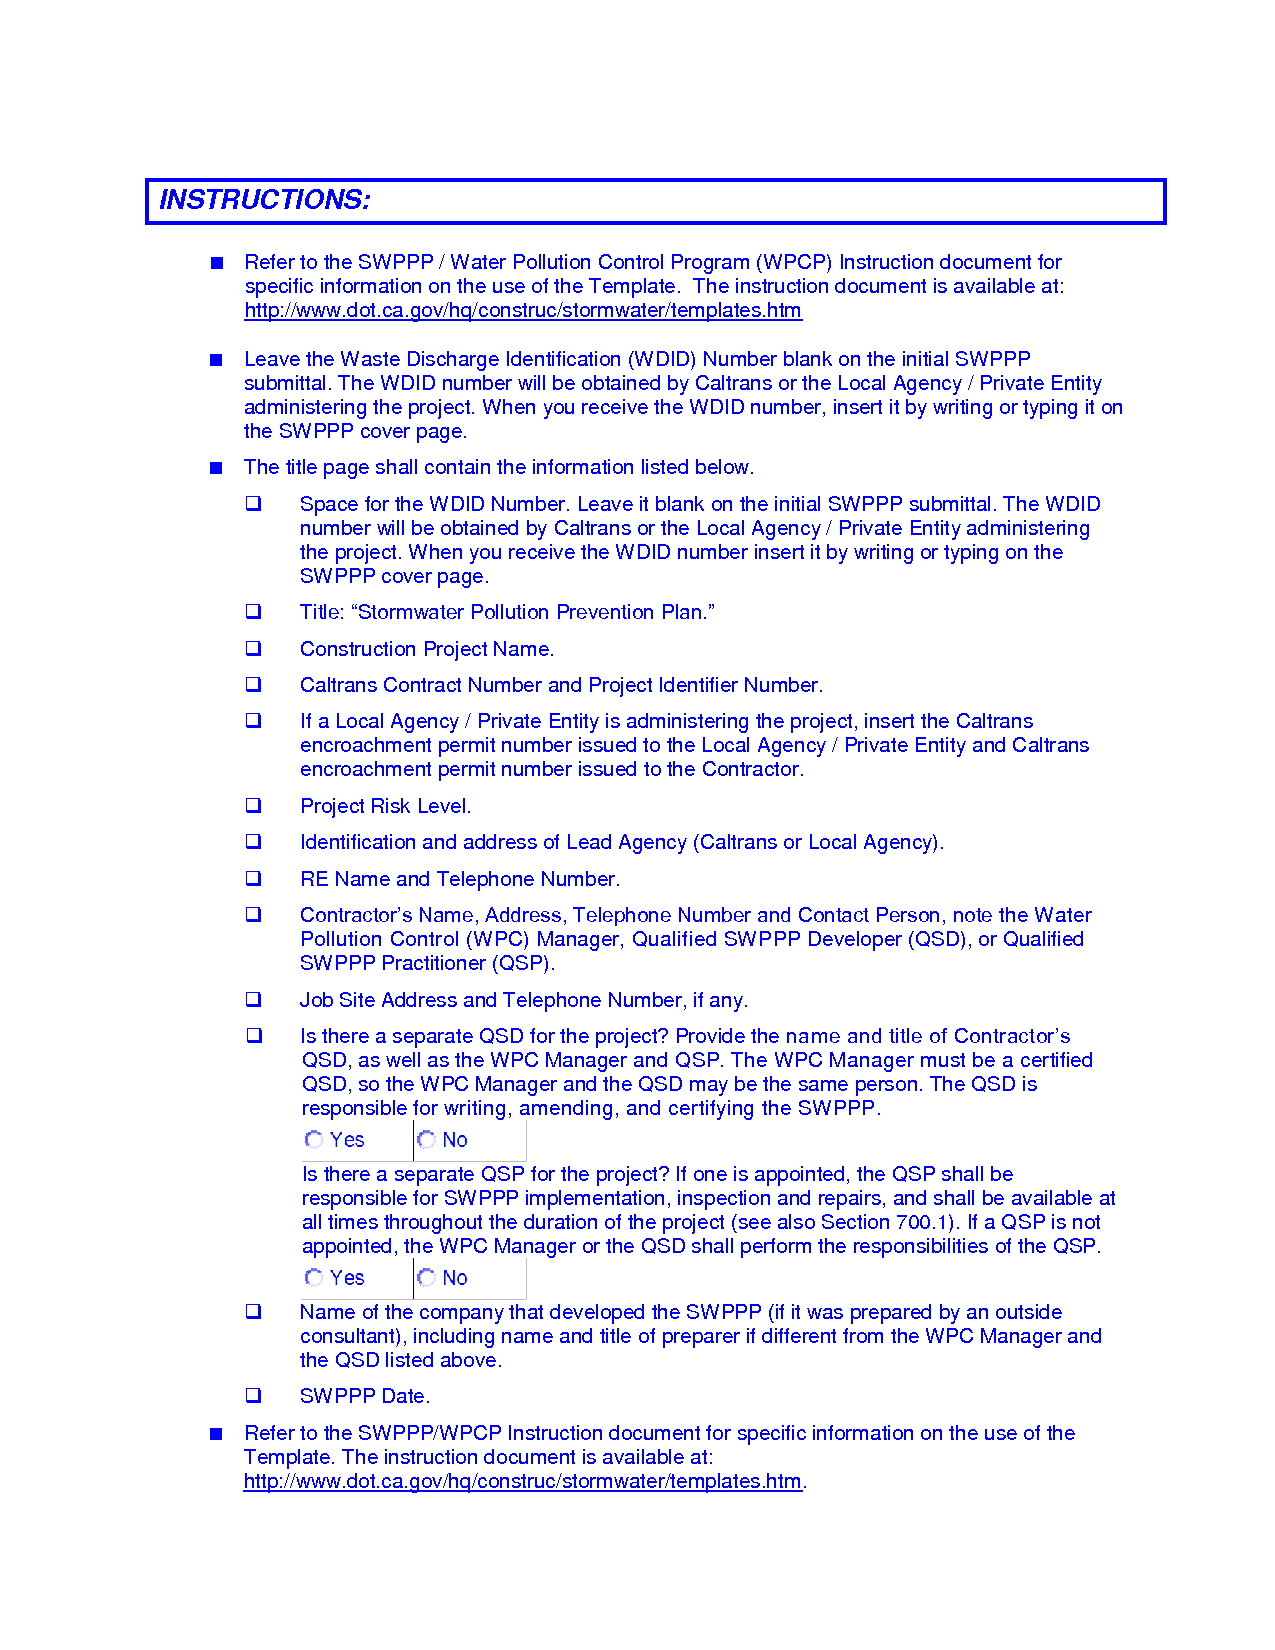 INSTRUCTIONS:
■ Refer to the SWPPP / Water Pollution Control Program (WPCP) Instruction document for
specific information on the use of the Template.  The instruction document is available at:
http://www.dot.ca.gov/hq/construc/stormwater/templates.htm
■ Leave the Waste Discharge Identification (WDID) Number blank on the initial SWPPP
submittal. The WDID number will be obtained by Caltrans or the Local Agency / Private Entity
administering the project. When you receive the WDID number, insert it by writing or typing it on
the SWPPP cover page.
■ The title page shall contain the information listed below.
❑ Space for the WDID Number. Leave it blank on the initial SWPPP submittal. The WDID
number will be obtained by Caltrans or the Local Agency / Private Entity administering
the project. When you receive the WDID number insert it by writing or typing on the
SWPPP cover page.
❑ Title: “Stormwater Pollution Prevention Plan.”
❑ Construction Project Name.
❑ Caltrans Contract Number and Project Identifier Number.
❑ If a Local Agency / Private Entity is administering the project, insert the Caltrans
encroachment permit number issued to the Local Agency / Private Entity and Caltrans
encroachment permit number issued to the Contractor.
❑ Project Risk Level.
❑ Identification and address of Lead Agency (Caltrans or Local Agency).
❑ RE Name and Telephone Number.
❑ Contractor’s Name, Address, Telephone Number and Contact Person, note the Water
Pollution Control (WPC) Manager, Qualified SWPPP Developer (QSD), or Qualified
SWPPP Practitioner (QSP).
❑ Job Site Address and Telephone Number, if any.
❑ Is there a separate QSD for the project? Provide the name and title of Contractor’s
QSD, as well as the WPC Manager and QSP. The WPC Manager must be a certified
QSD, so the WPC Manager and the QSD may be the same person. The QSD is
responsible for writing, amending, and certifying the SWPPP.
Yes No
Is there a separate QSP for the project? If one is appointed, the QSP shall be
responsible for SWPPP implementation, inspection and repairs, and shall be available at
all times throughout the duration of the project (see also Section 700.1). If a QSP is not
appointed, the WPC Manager or the QSD shall perform the responsibilities of the QSP.
Yes No
❑ Name of the company that developed the SWPPP (if it was prepared by an outside
consultant), including name and title of preparer if different from the WPC Manager and
the QSD listed above.
❑ SWPPP Date.
■ Refer to the SWPPP/WPCP Instruction document for specific information on the use of the
Template. The instruction document is available at:
http://www.dot.ca.gov/hq/construc/stormwater/templates.htm.